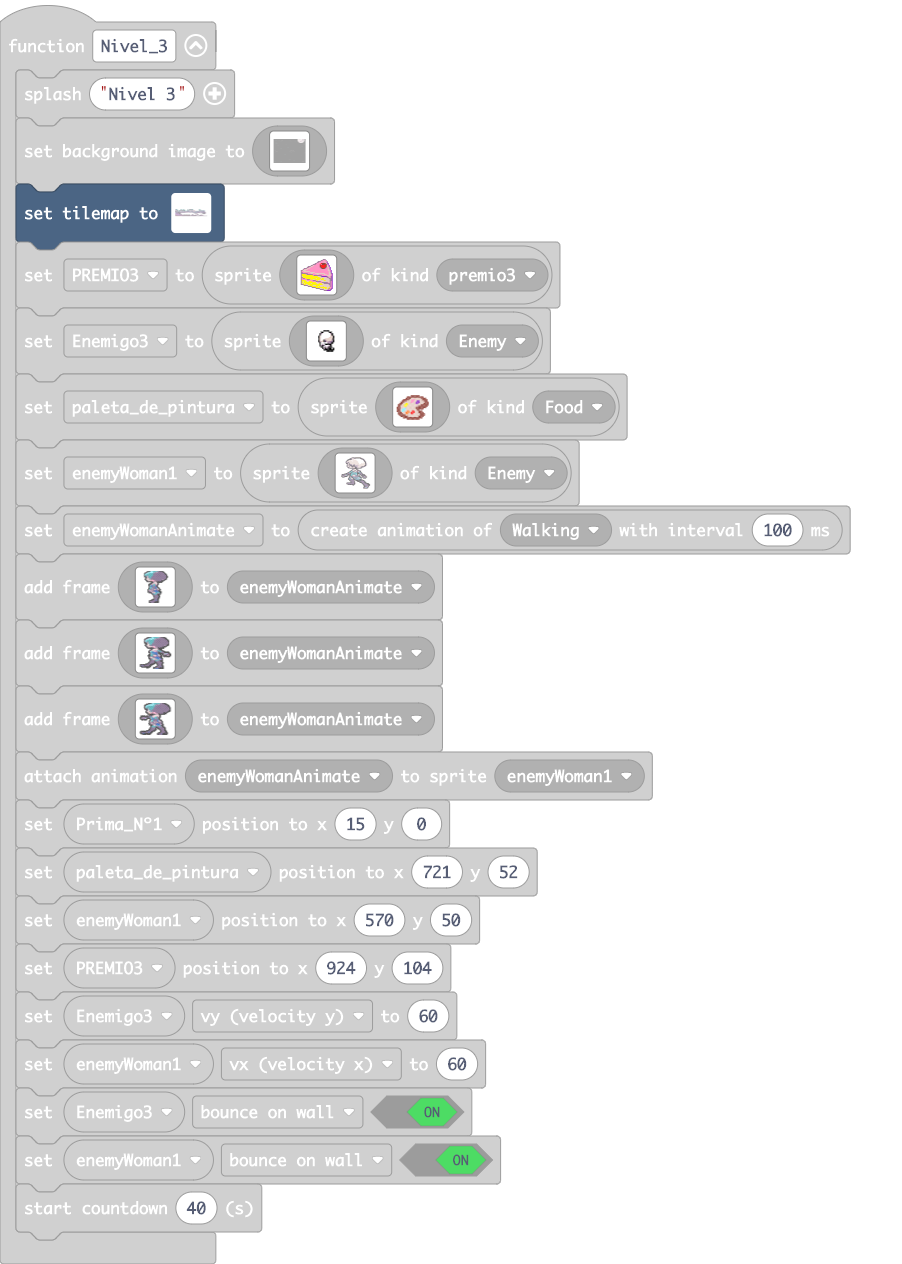 function Nivel_3
splash "Nivel 3"
set background image to
set tilemap to
set PREMIO3 to sprite of kind premio3
set Enemigo3 to sprite of kind Enemy
set paleta_de_pintura to sprite of kind Food
set enemyWoman1 to sprite of kind Enemy
set enemyWomanAnimate to create animation of Walking with interval 100 ms
add frame to enemyWomanAnimate
add frame to enemyWomanAnimate
add frame to enemyWomanAnimate
attach animation enemyWomanAnimate to sprite enemyWoman1
set Prima_Nº1 position to x 15 y 0
set paleta_de_pintura position to x 721 y 52
set enemyWoman1 position to x 570 y 50
set PREMIO3 position to x 924 y 104
set Enemigo3 vy (velocity y) to 60
set enemyWoman1 vx (velocity x) to 60
set Enemigo3 bounce on wall ON
set enemyWoman1 bounce on wall ON
start countdown 40 (s)